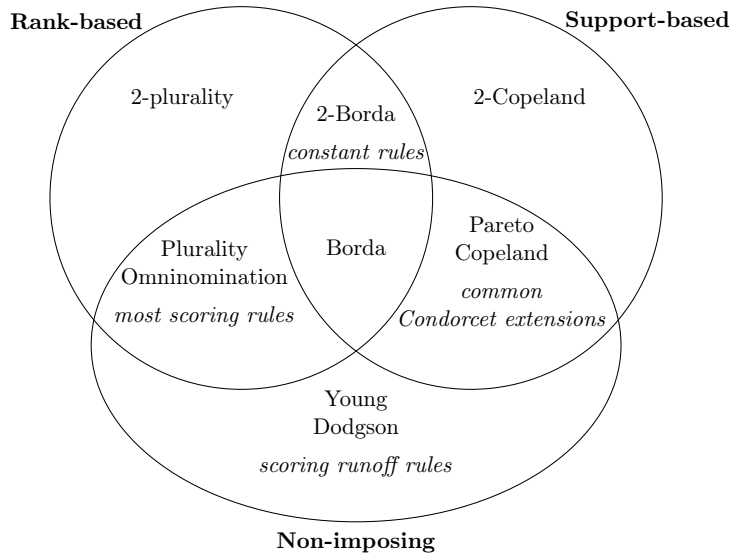 Rank-based
Support-based
2-plurality
2-Copeland
2-Borda
constant rules
Plurality
Omninomination
most scoring rules
Borda
Pareto
Copeland
common
Condorcet extensions
Young
Dodgson
scoring runoff rules
Non-imposing